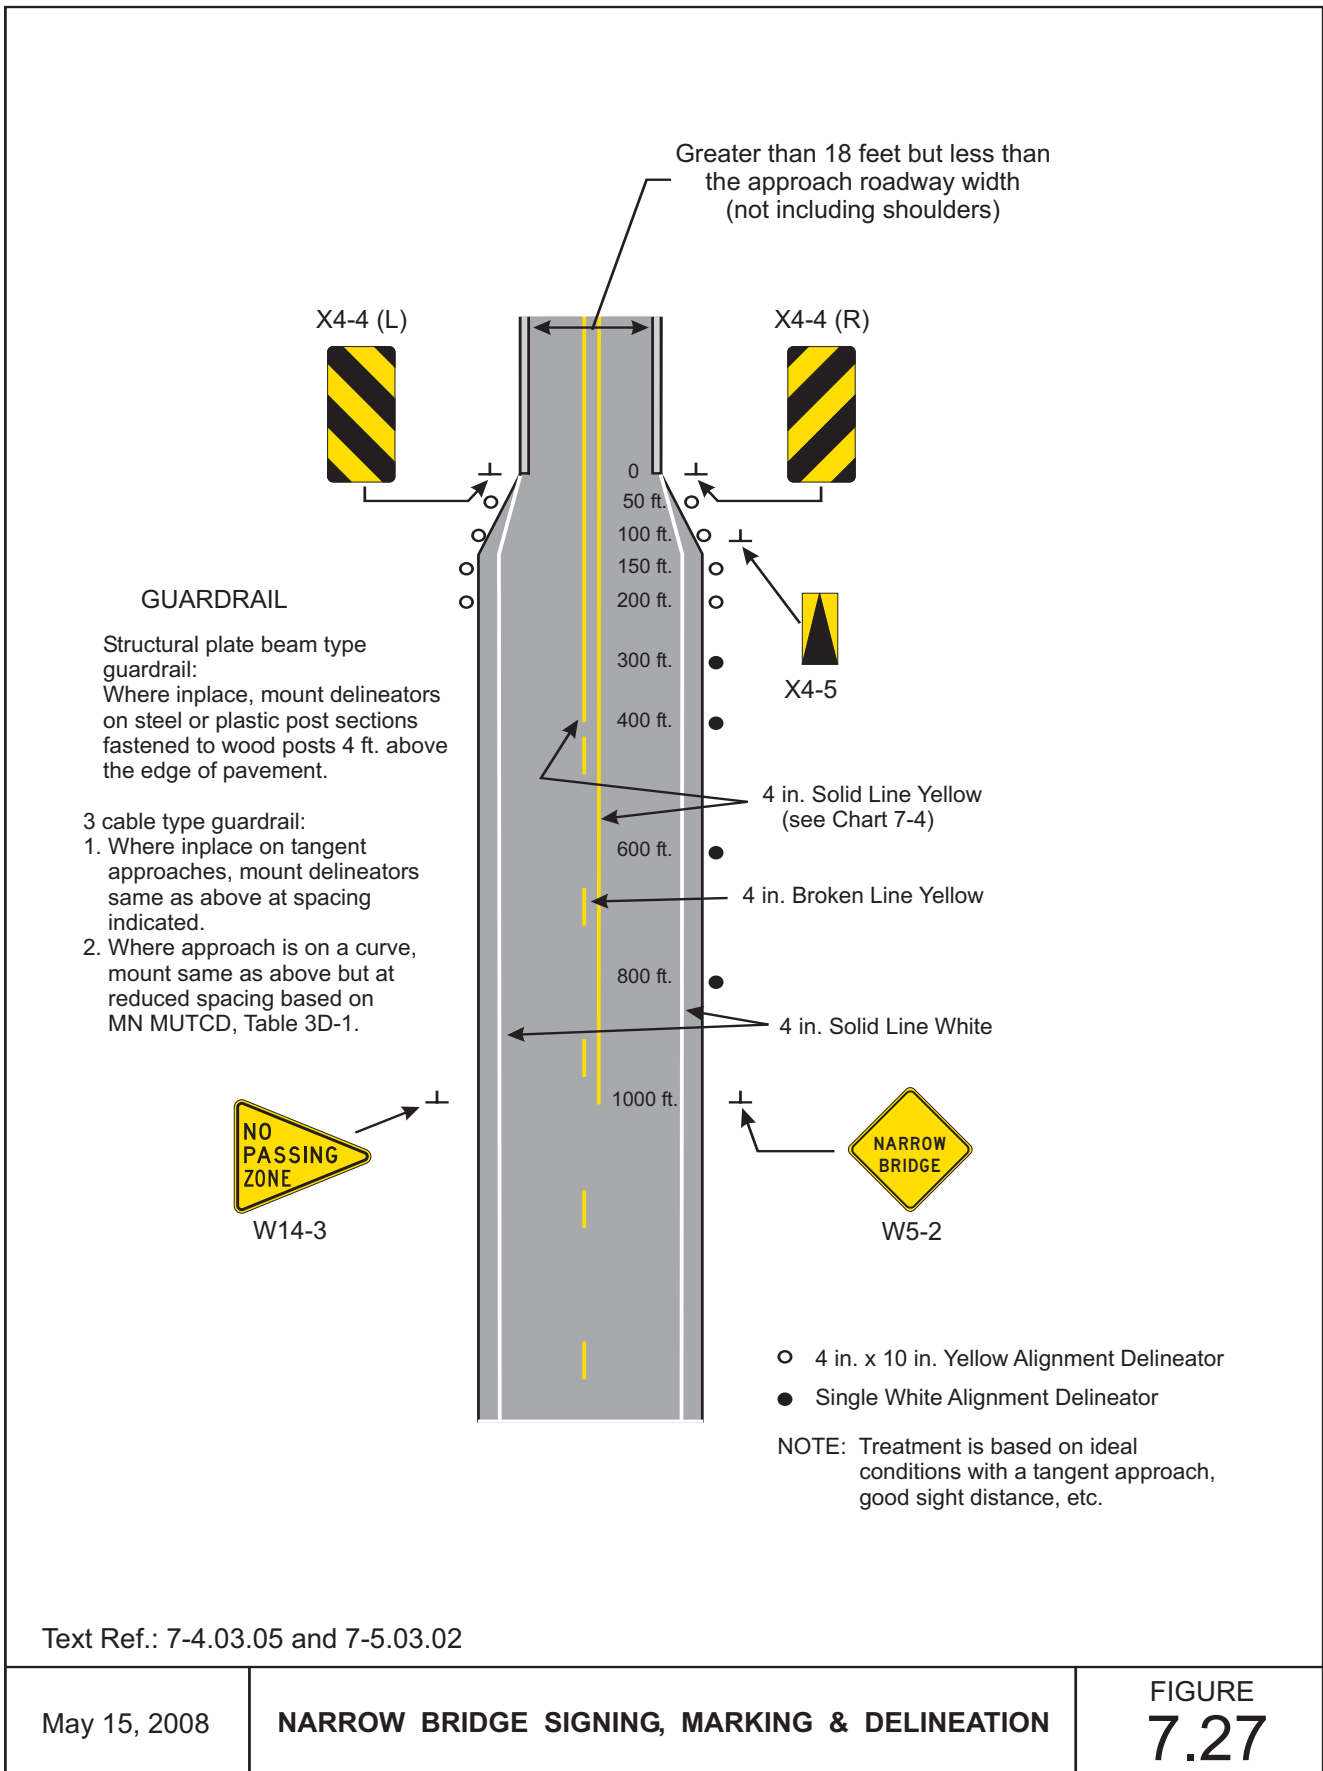 Greater than 18 feet but less than
the approach roadway width
(not including shoulders)
X4-4 (L)
X4-4 (R)
0
50 ft.
100 ft.
150 ft.
200 ft.
300 ft.
400 ft.
600 ft.
800 ft.
1000 ft.
X4-5
GUARDRAIL
Structural plate beam type
guardrail:
Where inplace, mount delineators
on steel or plastic post sections
fastened to wood posts 4 ft. above
the edge of pavement.
3 cable type guardrail:
1. Where inplace on tangent
approaches, mount delineators
same as above at spacing
indicated.
2. Where approach is on a curve,
mount same as above but at
reduced spacing based on
MN MUTCD, Table 3D-1.
4 in. Solid Line Yellow
(see Chart 7-4)
4 in. Broken Line Yellow
4 in. Solid Line White
NO
PASSING
ZONE
W14-3
NARROW
BRIDGE
W5-2
4 in. x 10 in. Yellow Alignment Delineator
Single White Alignment Delineator
NOTE: Treatment is based on ideal
conditions with a tangent approach,
good sight distance, etc.
Text Ref.: 7-4.03.05 and 7-5.03.02
May 15, 2008
NARROW BRIDGE SIGNING, MARKING & DELINEATION
FIGURE
7.27